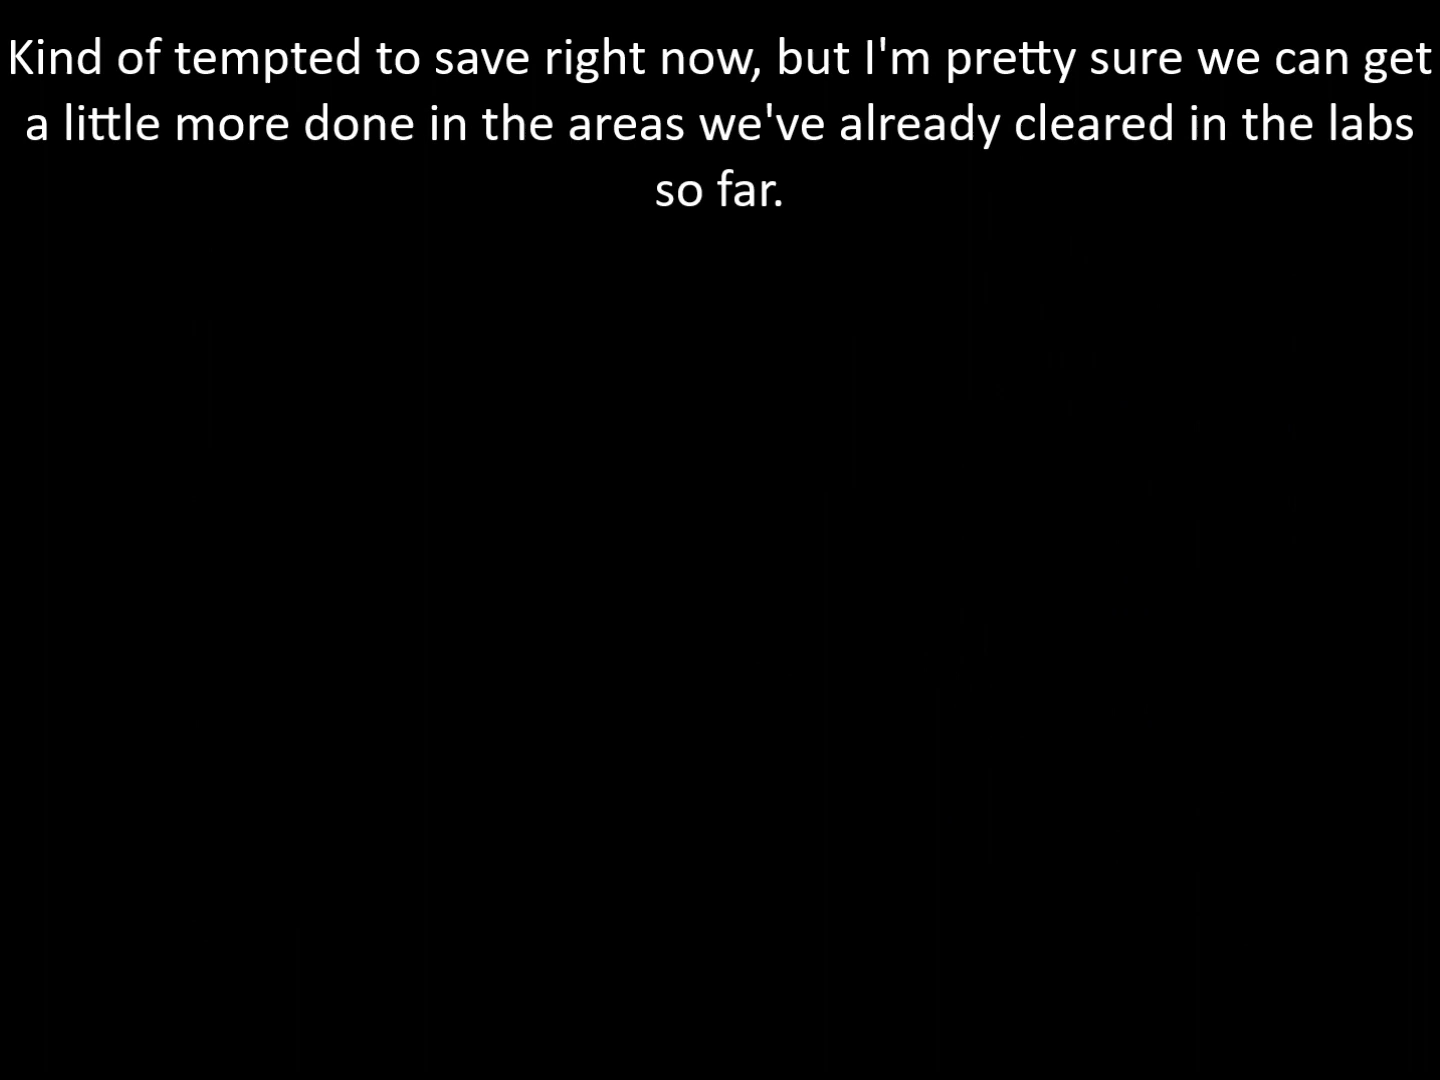 Kind of tempted to save right now, but I'm pretty sure we can get
a little more done in the areas we've already cleared in the labs
so far.